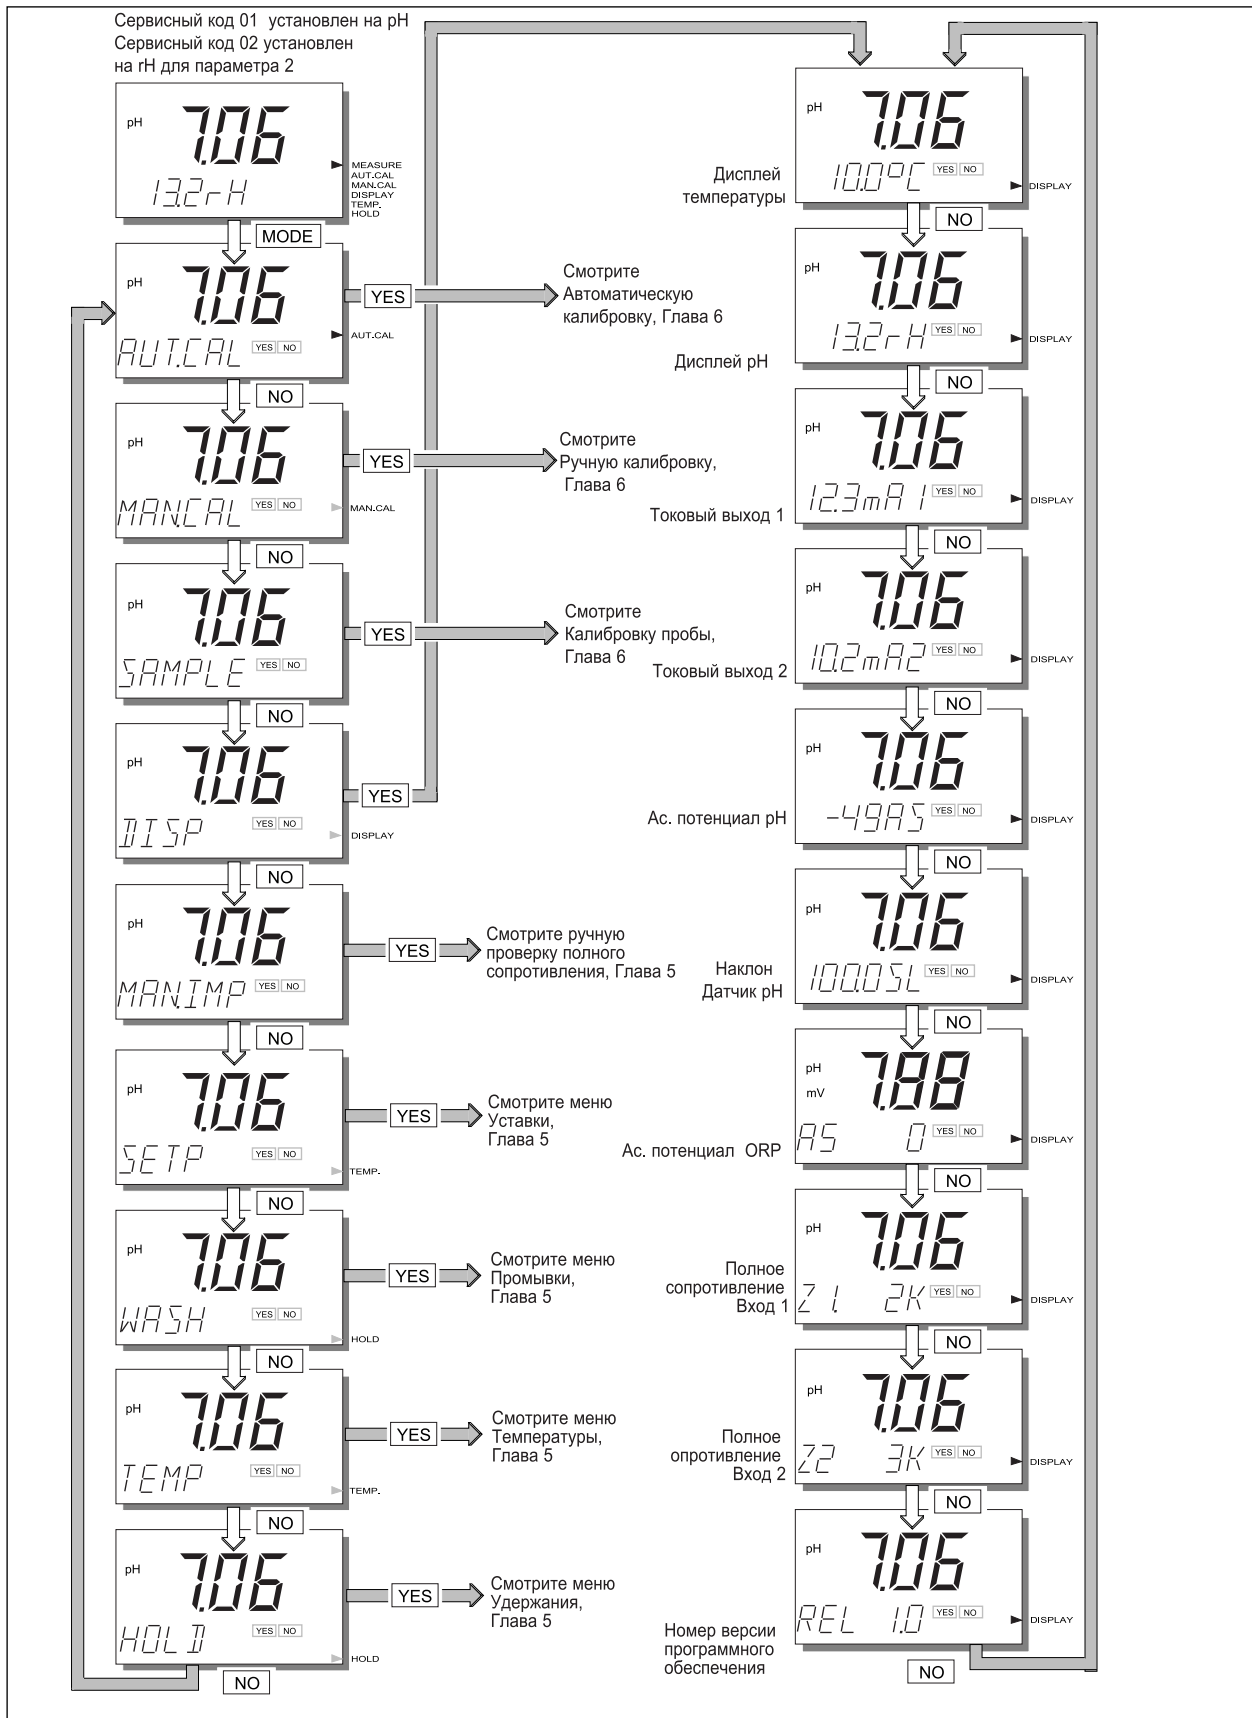 Сервисный код 01 установлен на pH
Сервисный код 02 установлен
на rH для параметра 2
pH
7.06
13.2rH
MEASURE
AUT.CAL
MAN.CAL
DISPLAY
TEMP.
HOLD
MODE
pH
7.06
AUT.CAL
YES NO
AUT.CAL
YES
Смотрите
Автоматическую
калибровку, Глава 6
NO
pH
7.06
MAN.CAL
YES NO
MAN.CAL
YES
Смотрите
Ручную калибровку,
Глава 6
NO
pH
7.06
SAMPLE
YES NO
YES
Смотрите
Калибровку пробы,
Глава 6
NO
pH
7.06
DISP
YES NO
DISPLAY
YES
NO
pH
7.06
MAN.IMP
YES NO
YES
Смотрите ручную
проверку полного
сопротивления, Глава 5
NO
pH
7.06
SETP
YES NO
TEMP.
YES
Смотрите меню
Уставки,
Глава 5
NO
pH
7.06
WASH
YES NO
HOLD
YES
Смотрите меню
Промывки,
Глава 5
NO
pH
7.06
TEMP
YES NO
TEMP.
YES
Смотрите меню
Температуры,
Глава 5
NO
pH
7.06
HOLD
YES NO
HOLD
YES
Смотрите меню
Удержания,
Глава 5
NO
Дисплей
температуры
pH
7.06
10.0°C
YES NO
DISPLAY
NO
Дисплей pH
pH
7.06
13.2rH
YES NO
DISPLAY
NO
Токовый выход 1
pH
7.06
12.3mA 1
YES NO
DISPLAY
NO
Токовый выход 2
pH
7.06
10.2mA2
YES NO
DISPLAY
NO
Ас. потенциал pH
pH
7.06
-49AS
YES NO
DISPLAY
NO
Наклон
Датчик pH
pH
7.06
100.0SL
YES NO
DISPLAY
NO
Ас. потенциал ORP
pH
mV
7.88
AS 0
YES NO
DISPLAY
NO
Полное
сопротивление
Вход 1
pH
7.06
Z1. 2K
YES NO
DISPLAY
NO
Полное
опротивление
Вход 2
pH
7.06
Z2 3K
YES NO
DISPLAY
NO
Номер версии
программного
обеспечения
pH
7.06
REL 1.0
YES NO
DISPLAY
NO